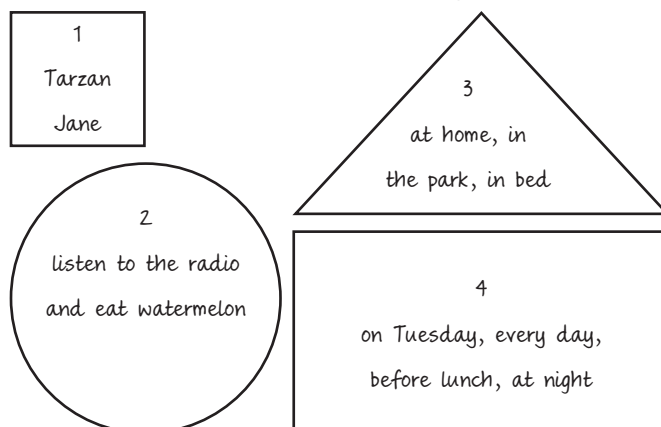 1
Tarzan
Jane
2
listen to the radio
and eat watermelon
3
at home, in
the park, in bed
4
on Tuesday, every day,
before lunch, at night